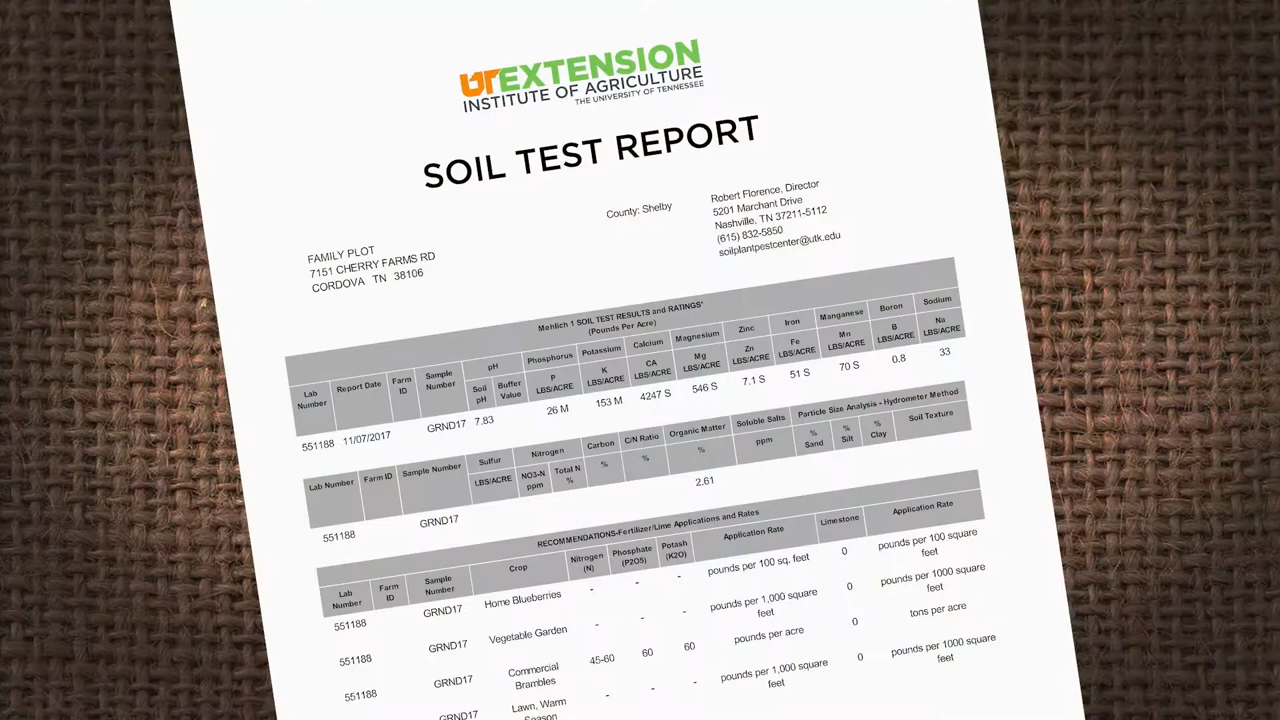 UT EXTENSION
INSTITUTE OF AGRICULTURE
THE UNIVERSITY OF TENNESSEE
SOIL TEST REPORT
County: Shelby
Robert Florence, Director
5201 Marchant Drive
Nashville, TN 37211-5112
(615) 832-5850
soilplantpestcenter@utk.edu
FAMILY PLOT
7151 CHERRY FARMS RD
CORDOVA TN 38106
Mehlich 1 SOIL TEST RESULTS and RATINGS*
(Pounds Per Acre)
Lab Number Report Date Farm ID Sample Number pH Phosphorus Potassium Calcium Magnesium Zinc Iron Manganese Boron Sodium
Soil pH Buffer Value P LBS/ACRE K LBS/ACRE CA LBS/ACRE Mg LBS/ACRE Zn LBS/ACRE Fe LBS/ACRE Mn LBS/ACRE B LBS/ACRE Na LBS/ACRE
551188 11/07/2017 GRND17 7.83 26 M 153 M 4247 S 546 S 7.1 S 51 S 70 S 0.8 33
Lab Number Farm ID Sample Number Sulfur Nitrogen Carbon C/N Ratio Organic Matter Soluble Salts Particle Size Analysis - Hydrometer Method
LBS/ACRE NO3-N ppm Total N % % % % ppm % Sand % Silt % Clay Soil Texture
551188 GRND17 2.61
RECOMMENDATIONS-Fertilizer/Lime Applications and Rates
Lab Number Farm ID Sample Number Crop Nitrogen (N) Phosphate (P2O5) Potash (K2O) Application Rate Limestone Application Rate
551188 GRND17 Home Blueberries - - - pounds per 100 sq. feet 0 pounds per 100 square feet
551188 GRND17 Vegetable Garden - - - pounds per 1,000 square feet 0 pounds per 1000 square feet
551188 GRND17 Commercial Brambles 45-60 60 60 pounds per acre 0 tons per acre
GRND17 Lawn, Warm Season - - - pounds per 1,000 square feet 0 pounds per 1000 square feet